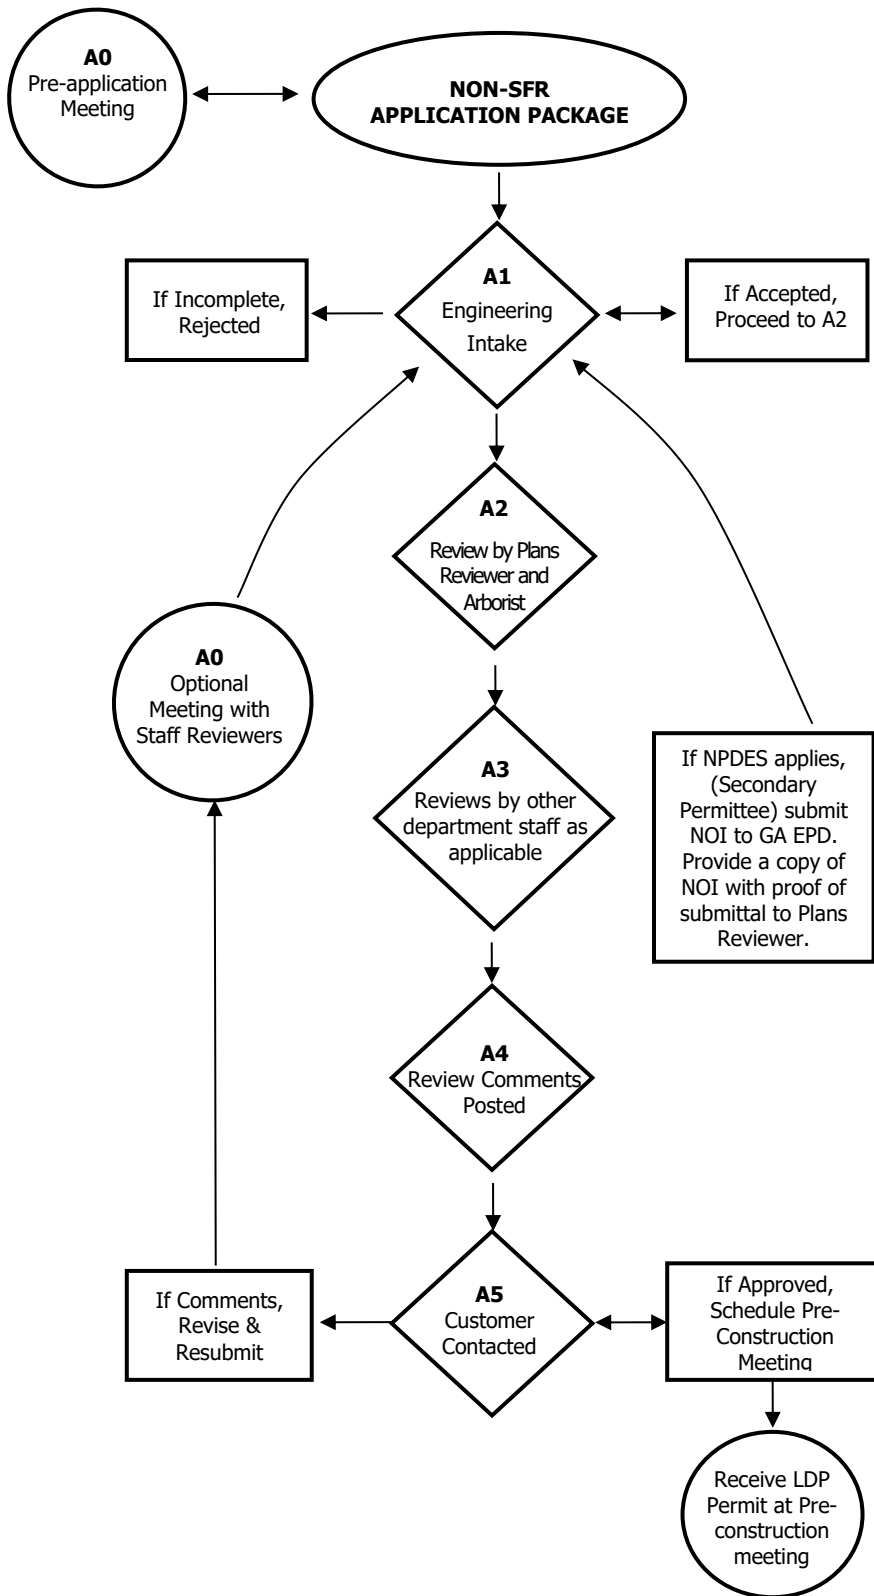 A0
Pre-application
Meeting
NON-SFR
APPLICATION PACKAGE
If Incomplete,
Rejected
A1
Engineering
Intake
If Accepted,
Proceed to A2
A2
Review by Plans
Reviewer and
Arborist
A0
Optional
Meeting with
Staff Reviewers
A3
Reviews by other
department staff as
applicable
If NPDES applies,
(Secondary
Permittee) submit
NOI to GA EPD.
Provide a copy of
NOI with proof of
submittal to Plans
Reviewer.
A4
Review Comments
Posted
If Comments,
Revise &
Resubmit
A5
Customer
Contacted
If Approved,
Schedule Pre-
Construction
Meeting
Receive LDP
Permit at Pre-
construction
meeting